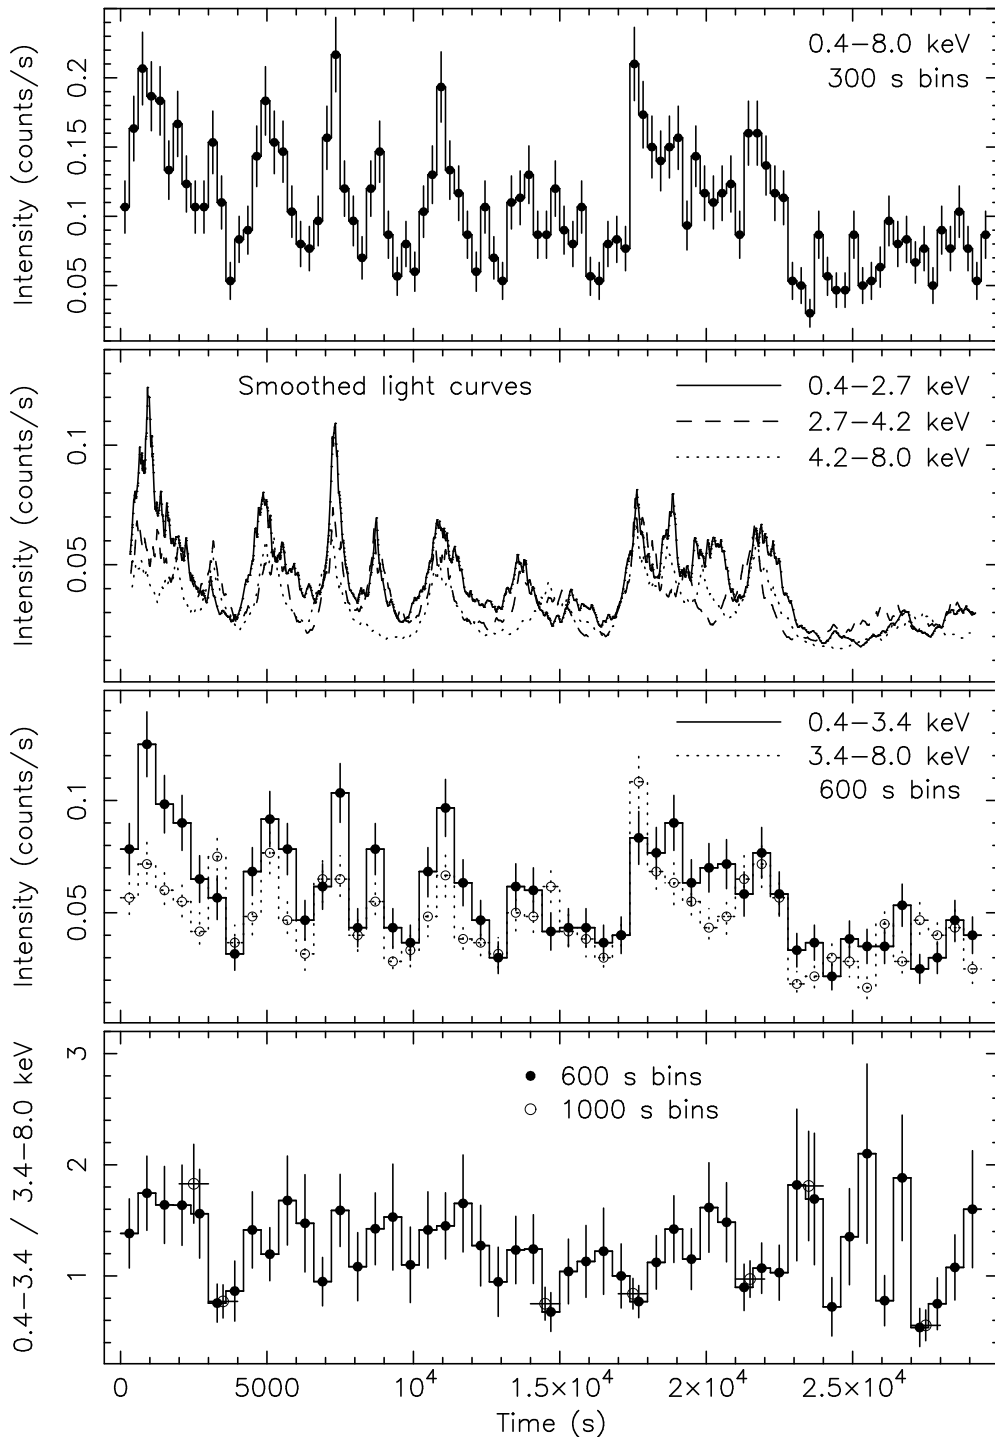 0.4–8.0 keV
300 s bins
Intensity (counts/s)
0.2
0.15
0.1
0.05
Smoothed light curves
0.4–2.7 keV
2.7–4.2 keV
4.2–8.0 keV
Intensity (counts/s)
0.1
0.05
0.4–3.4 keV
3.4–8.0 keV
600 s bins
Intensity (counts/s)
0.1
0.05
600 s bins
1000 s bins
0.4–3.4 / 3.4–8.0 keV
3
2
1
0 5000 10⁴ 1.5×10⁴ 2×10⁴ 2.5×10⁴
Time (s)